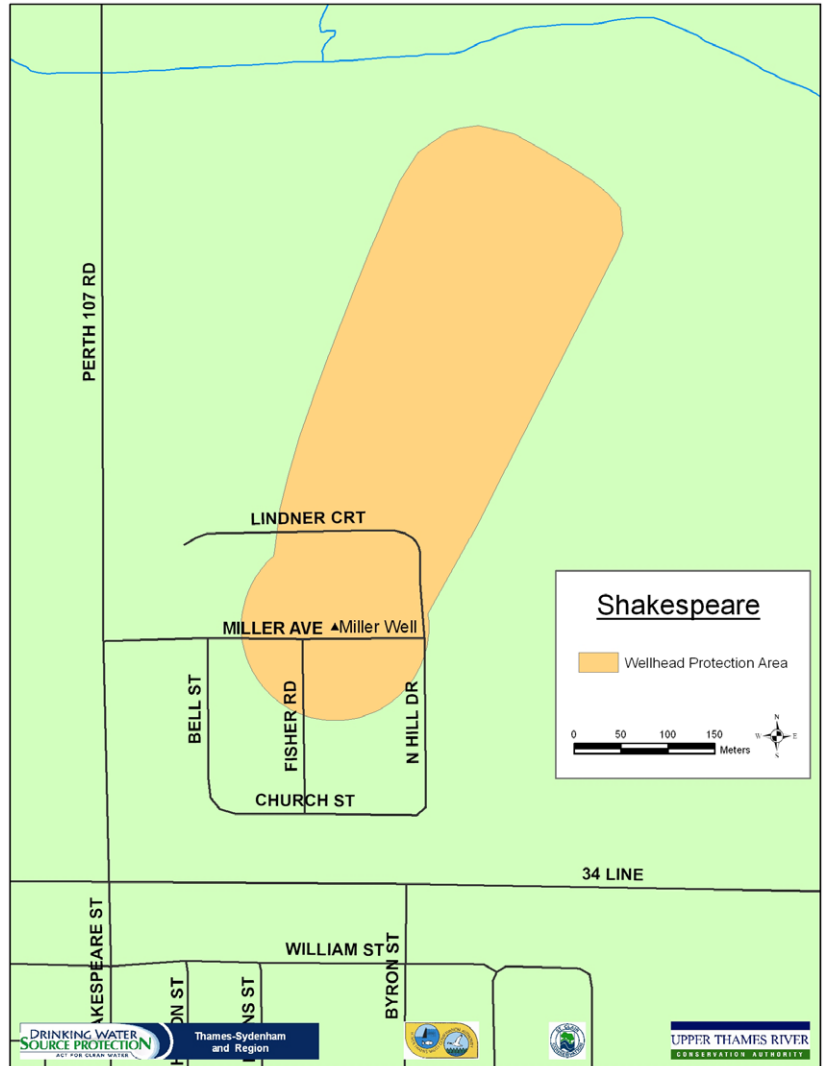 PERTH 107 RD
LINDNER CRT
MILLER AVE
Miller Well
BELL ST
FISHER RD
N HILL DR
CHURCH ST
Shakespeare
Wellhead Protection Area
0 50 100 150
Meters
N
W E
S
34 LINE
AKESPEARE ST
WILLIAM ST
BYRON ST
ON ST
NS ST
DRINKING WATER
SOURCE PROTECTION
ACT FOR CLEAN WATER
Thames-Sydenham
and Region
UPPER THAMES RIVER
CONSERVATION AUTHORITY